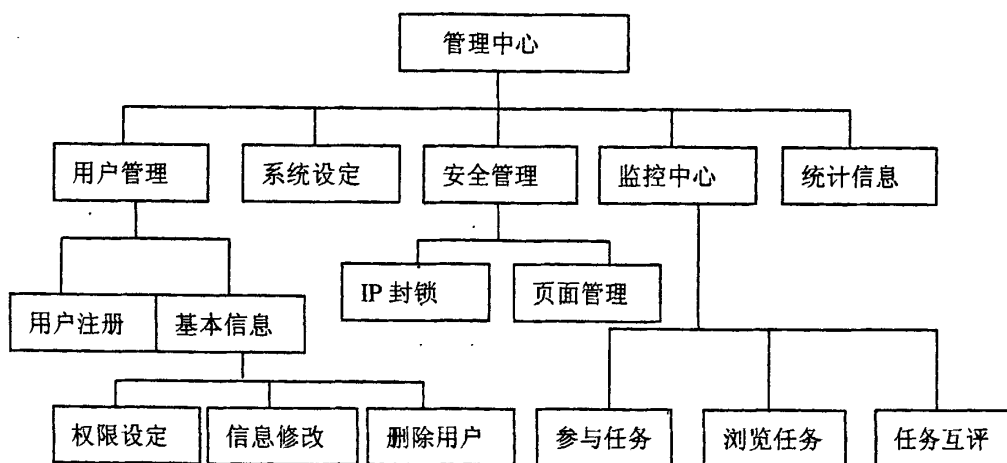 管理中心
用户管理
系统设定
安全管理
监控中心
统计信息
IP 封锁
页面管理
用户注册
基本信息
权限设定
信息修改
删除用户
参与任务
浏览任务
任务互评